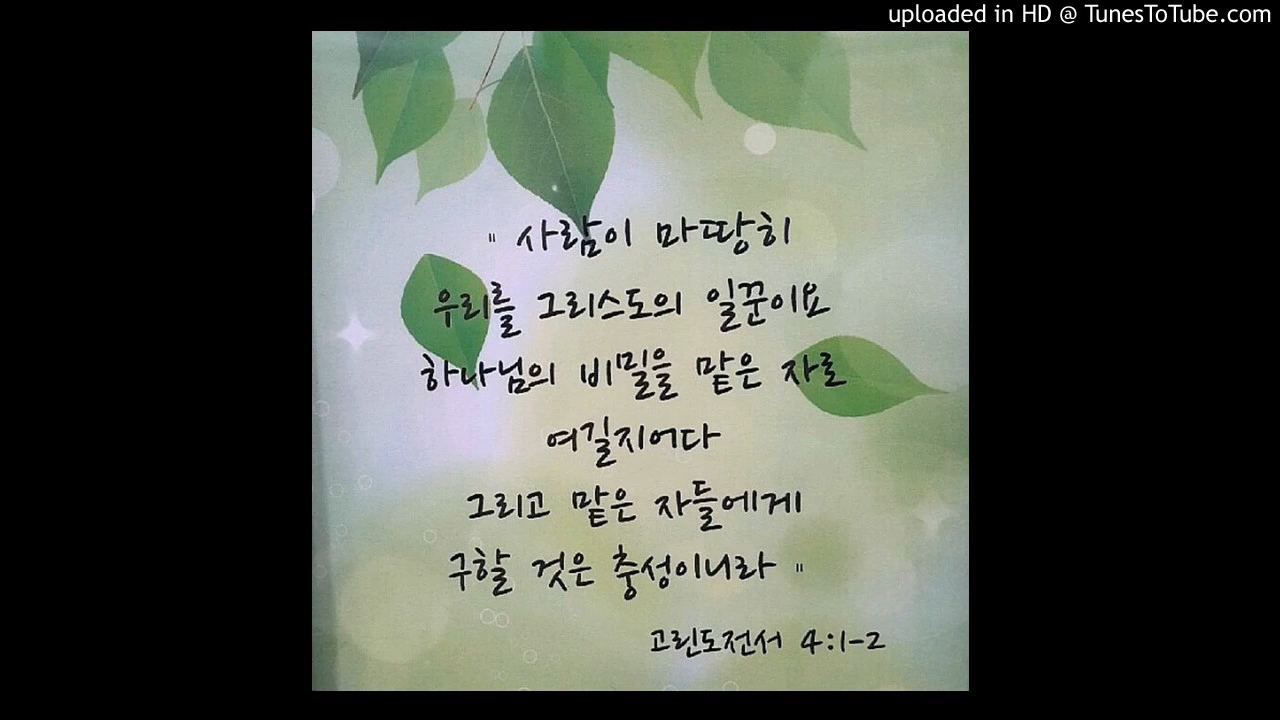 uploaded in HD @ TunesToTube.com
" 사람이 마땅히
우리를 그리스도의 일꾼이요
하나님의 비밀을 맡은 자로
여길지어다
그리고 맡은 자들에게
구할 것은 충성이니라 "
고린도전서 4:1-2